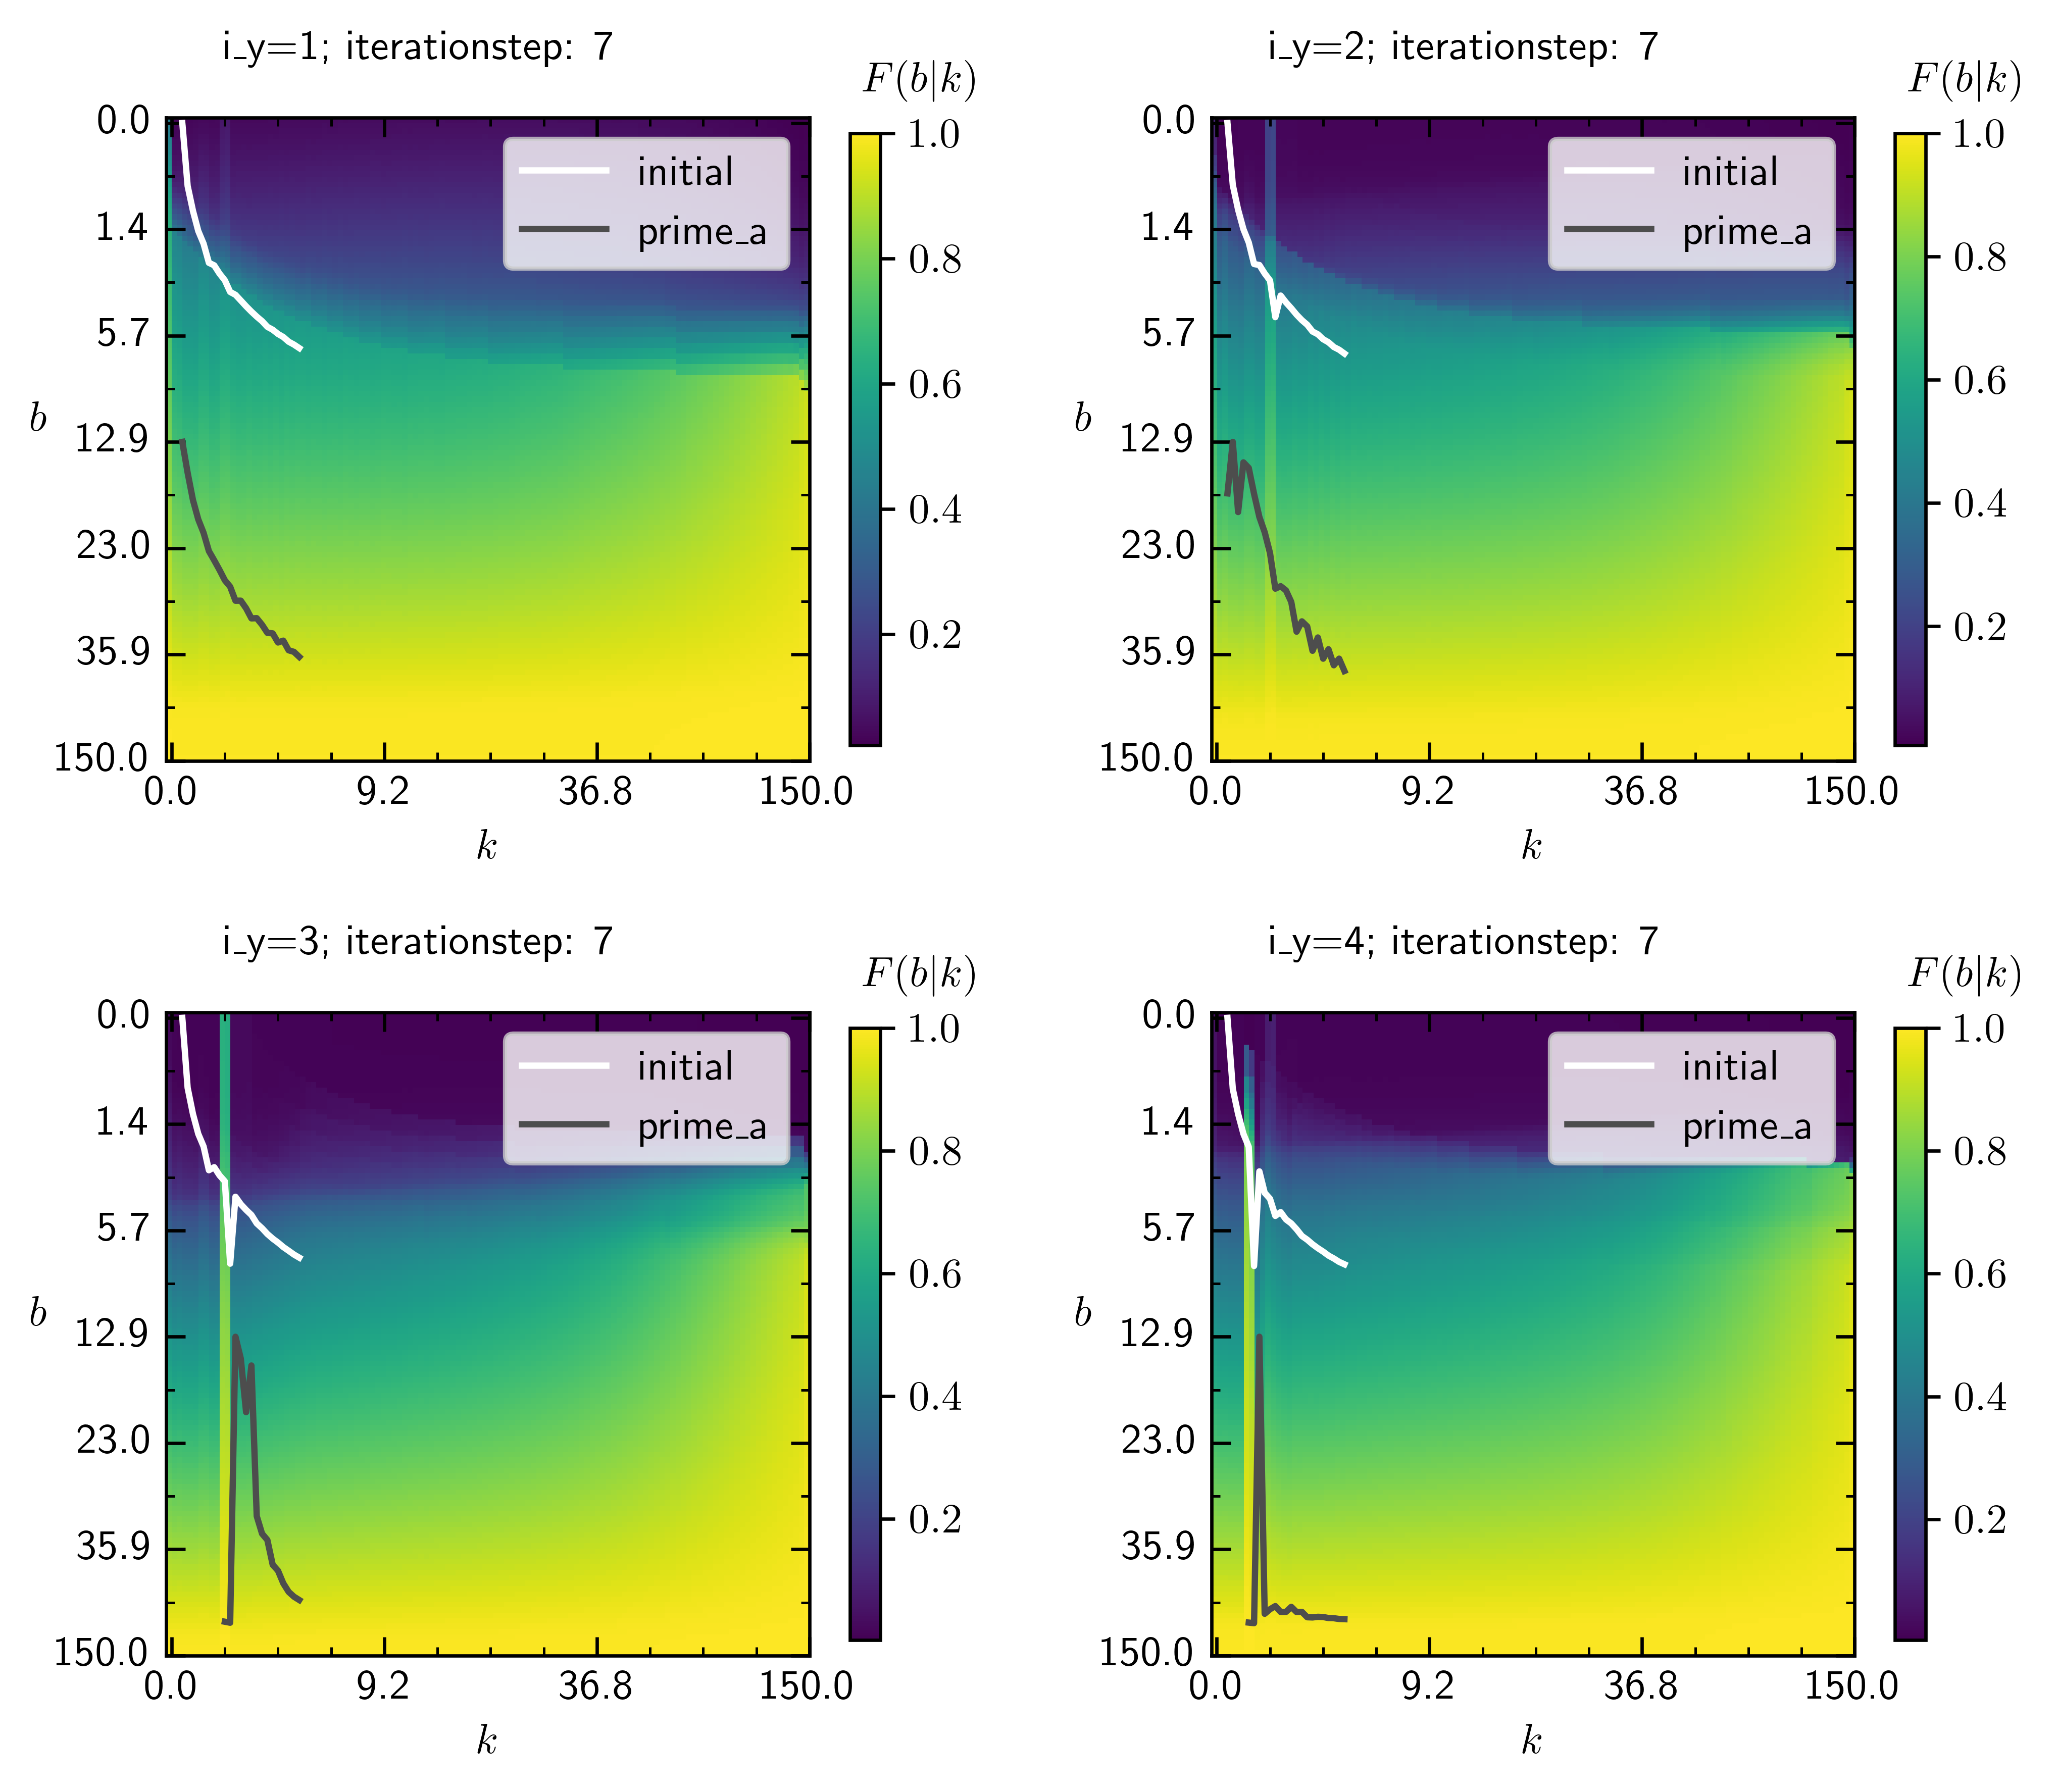 i_y=1; iterationstep: 7
F(b|k)
initial
prime_a
0.0
1.4
5.7
12.9
23.0
35.9
150.0
b
0.0 9.2 36.8 150.0
k
1.0
0.8
0.6
0.4
0.2
i_y=2; iterationstep: 7
F(b|k)
initial
prime_a
0.0
1.4
5.7
12.9
23.0
35.9
150.0
b
0.0 9.2 36.8 150.0
k
1.0
0.8
0.6
0.4
0.2
i_y=3; iterationstep: 7
F(b|k)
initial
prime_a
0.0
1.4
5.7
12.9
23.0
35.9
150.0
b
0.0 9.2 36.8 150.0
k
1.0
0.8
0.6
0.4
0.2
i_y=4; iterationstep: 7
F(b|k)
initial
prime_a
0.0
1.4
5.7
12.9
23.0
35.9
150.0
b
0.0 9.2 36.8 150.0
k
1.0
0.8
0.6
0.4
0.2